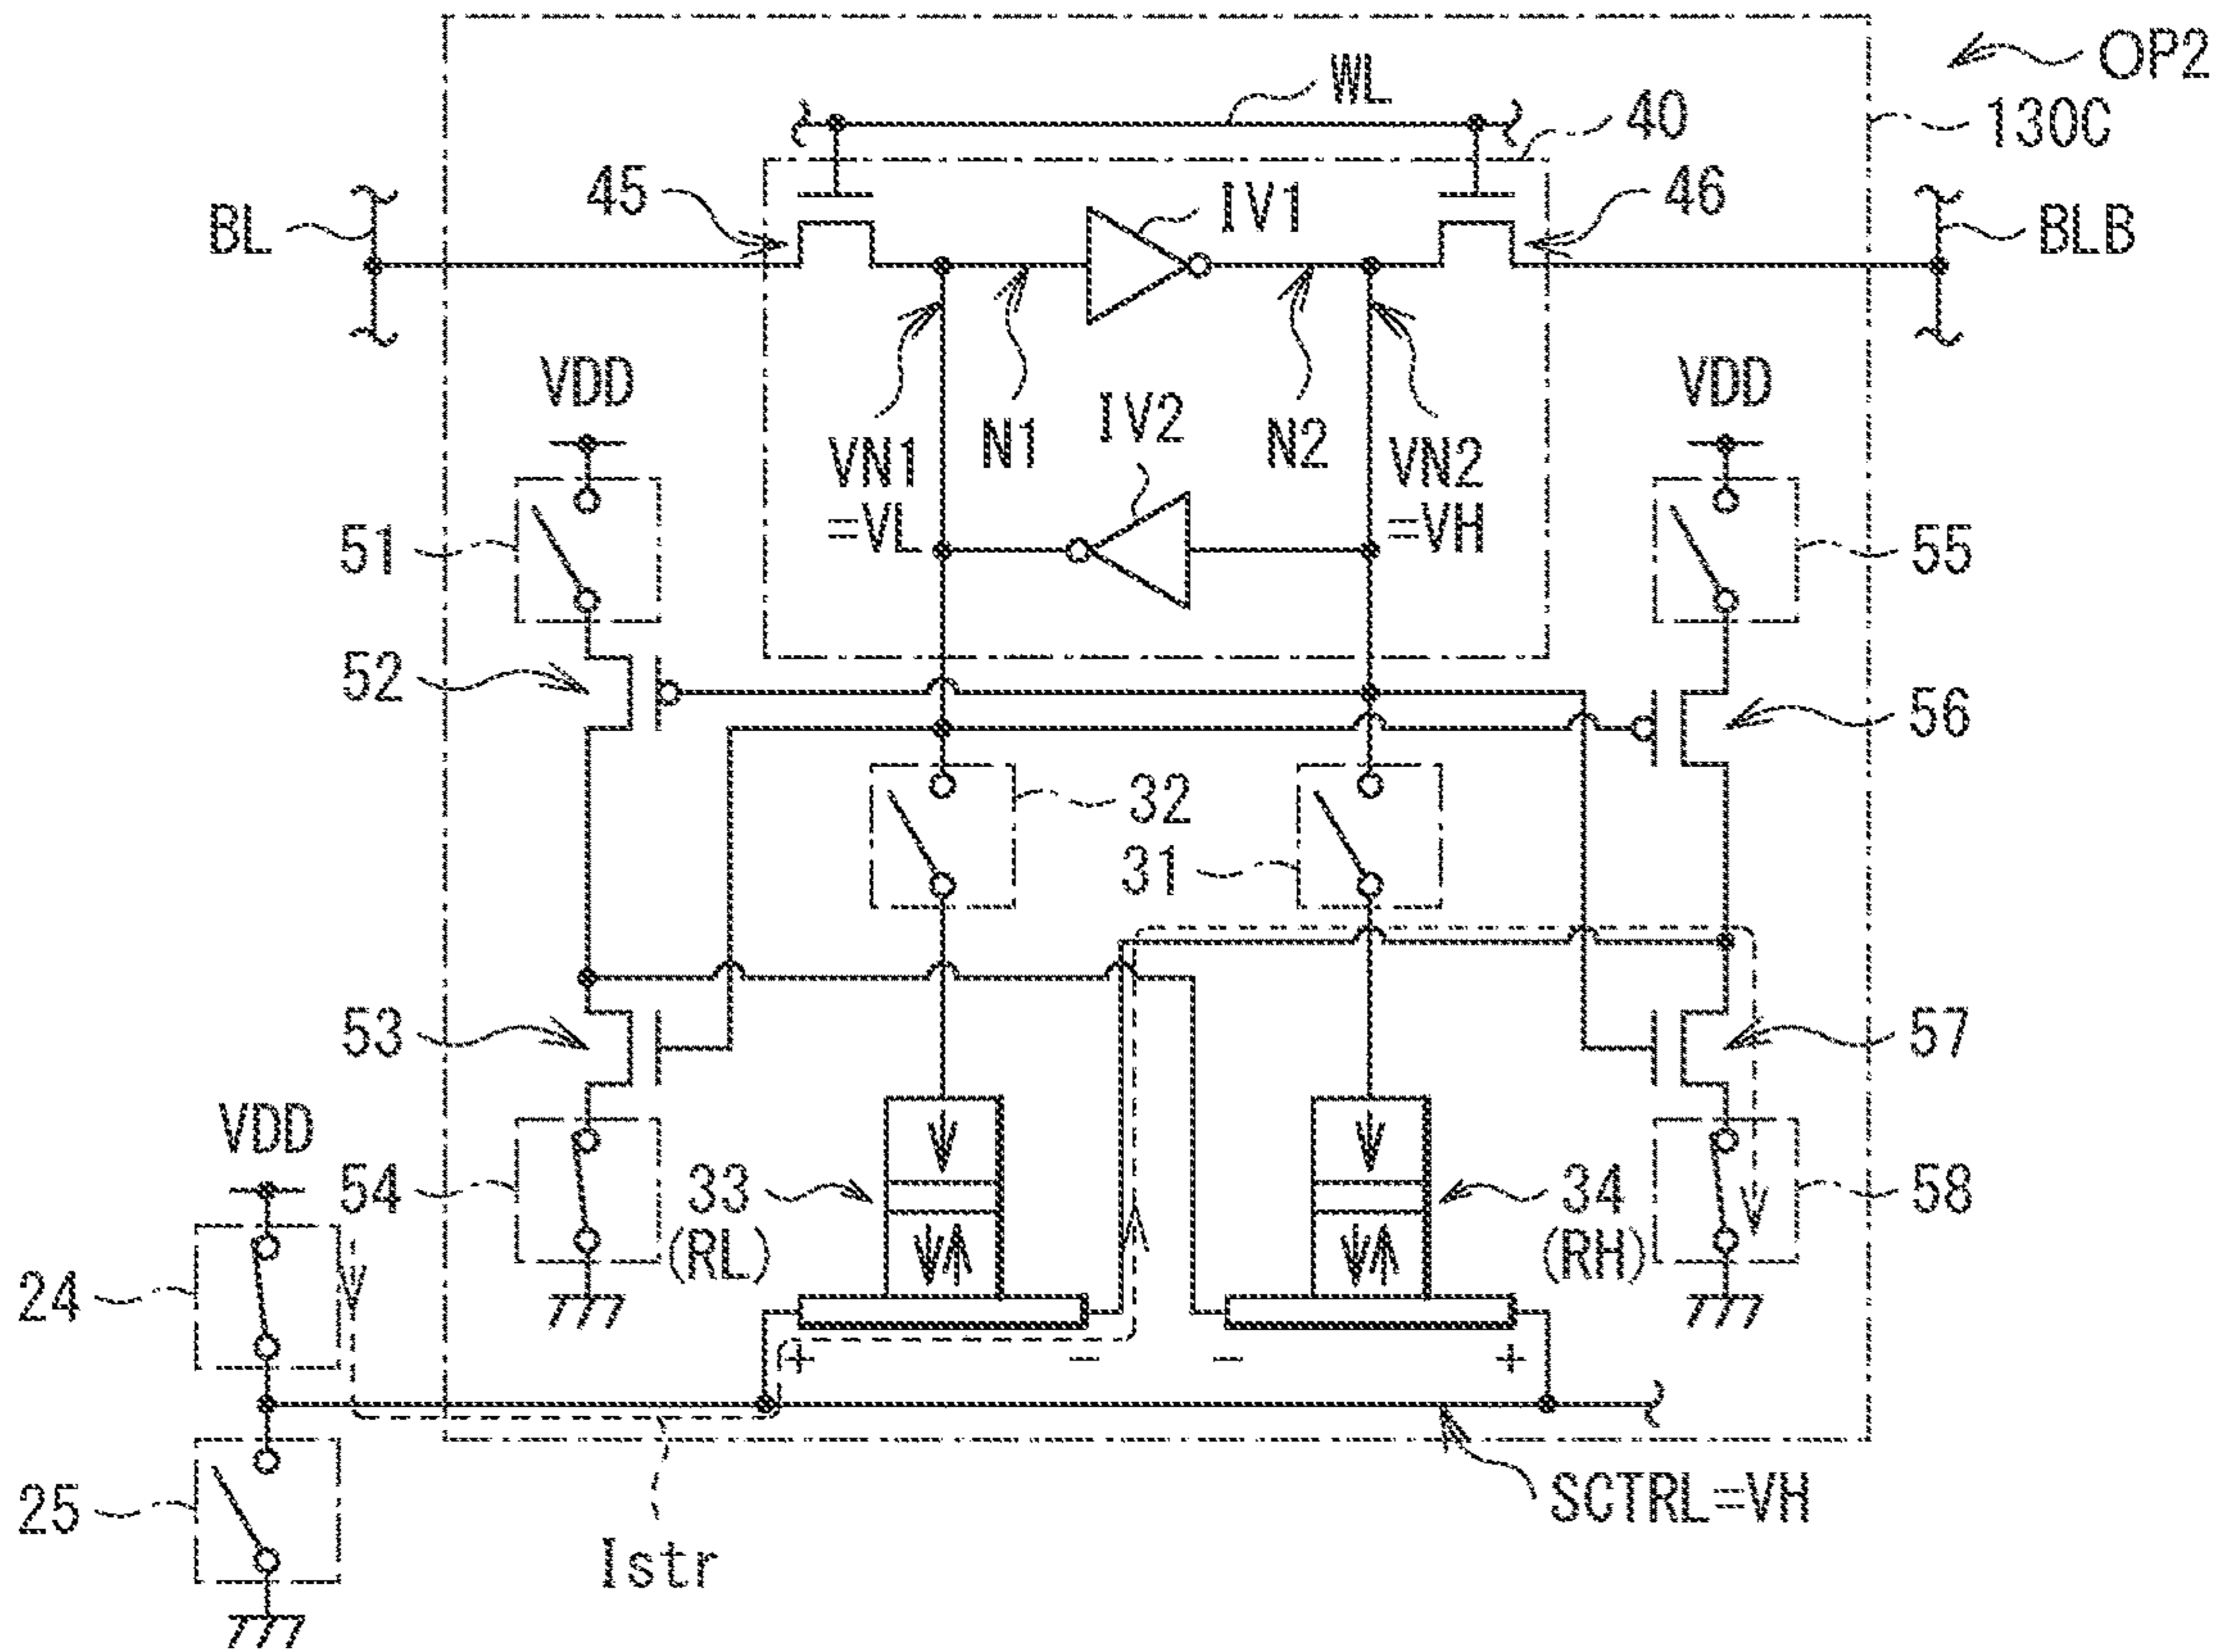 OP2
WL
40
130C
45
IV1
46
BL
BLB
VDD
IV2
VDD
VN1
=VL
N1
N2
VN2
=VH
51
55
52
56
32
31
53
57
VDD
54
33
(RL)
34
(RH)
58
24
+
-
-
+
25
Istr
SCTRL=VH